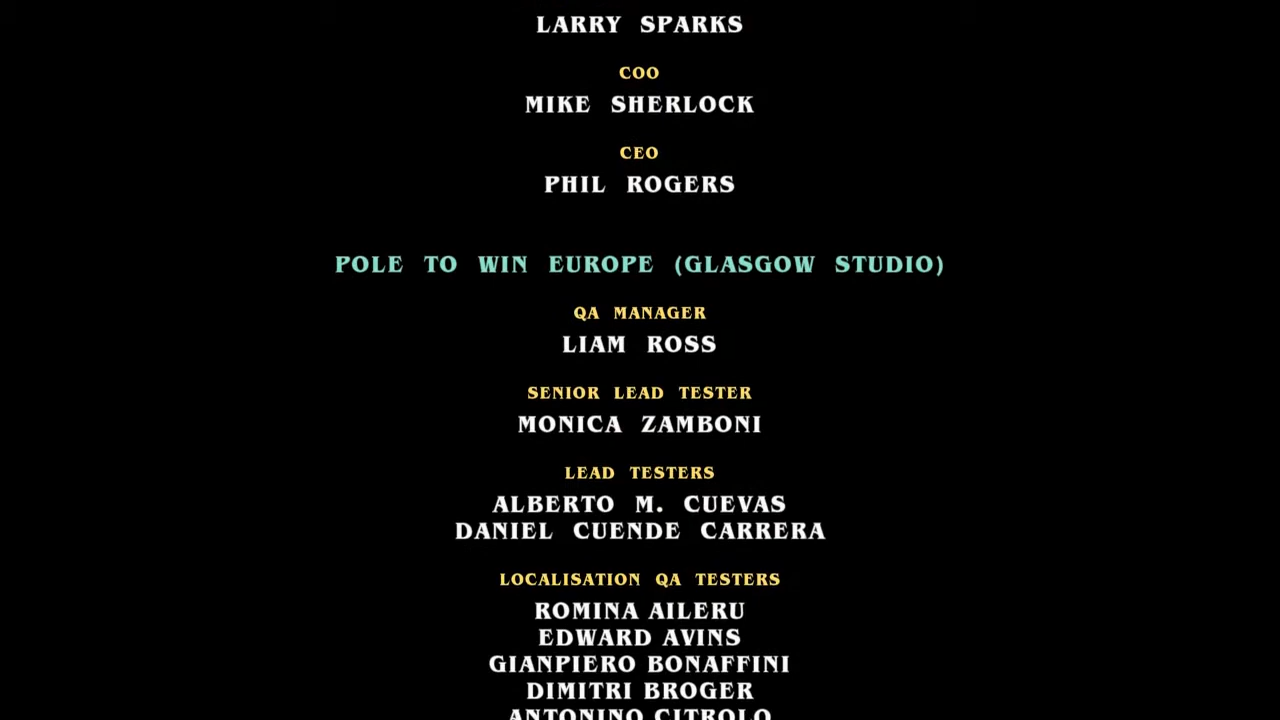 LARRY SPARKS
COO
MIKE SHERLOCK
CEO
PHIL ROGERS
POLE TO WIN EUROPE (GLASGOW STUDIO)
QA MANAGER
LIAM ROSS
SENIOR LEAD TESTER
MONICA ZAMBONI
LEAD TESTERS
ALBERTO M. CUEVAS
DANIEL CUENDE CARRERA
LOCALISATION QA TESTERS
ROMINA AILERU
EDWARD AVINS
GIANPIERO BONAFFINI
DIMITRI BROGER
ANTONINO CITROLO